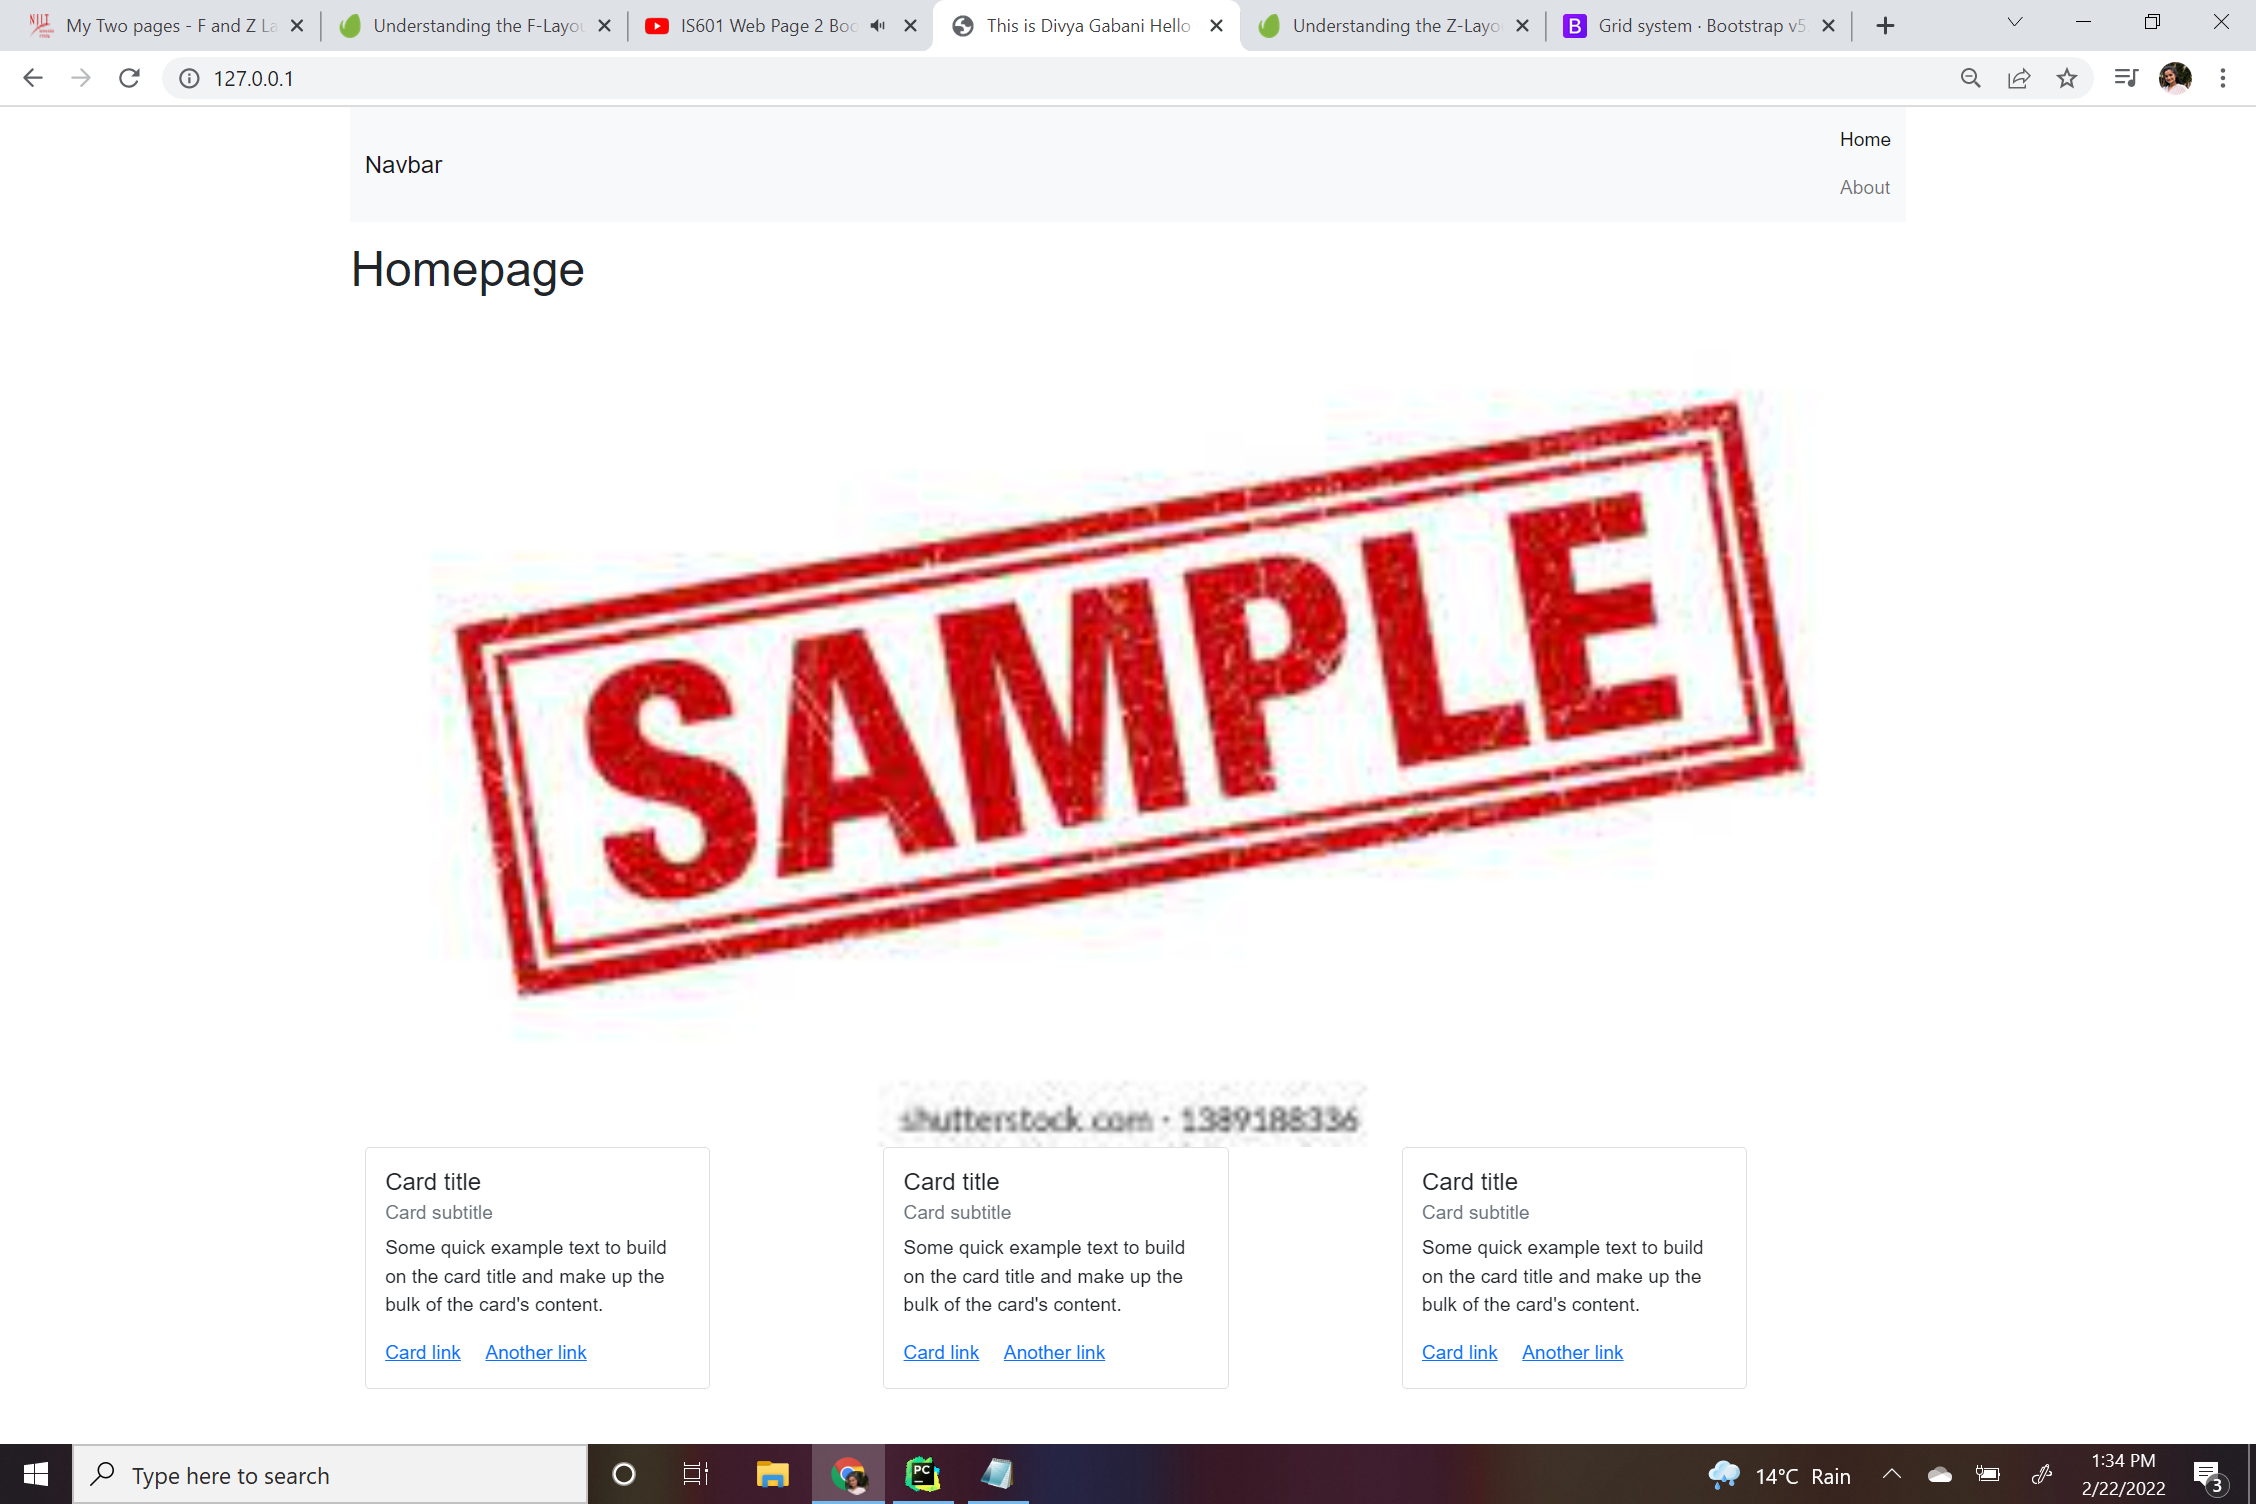 My Two pages - F and Z La
Understanding the F-Layou
IS601 Web Page 2 Boo
This is Divya Gabani Hello
Understanding the Z-Layo
Grid system · Bootstrap v5
127.0.0.1
Navbar
Home
About
Homepage
SAMPLE
shutterstock.com · 1389188336
Card title
Card subtitle
Some quick example text to build
on the card title and make up the
bulk of the card's content.
Card link Another link
Card title
Card subtitle
Some quick example text to build
on the card title and make up the
bulk of the card's content.
Card link Another link
Card title
Card subtitle
Some quick example text to build
on the card title and make up the
bulk of the card's content.
Card link Another link
Type here to search
PC
14°C Rain
1:34 PM
2/22/2022
3